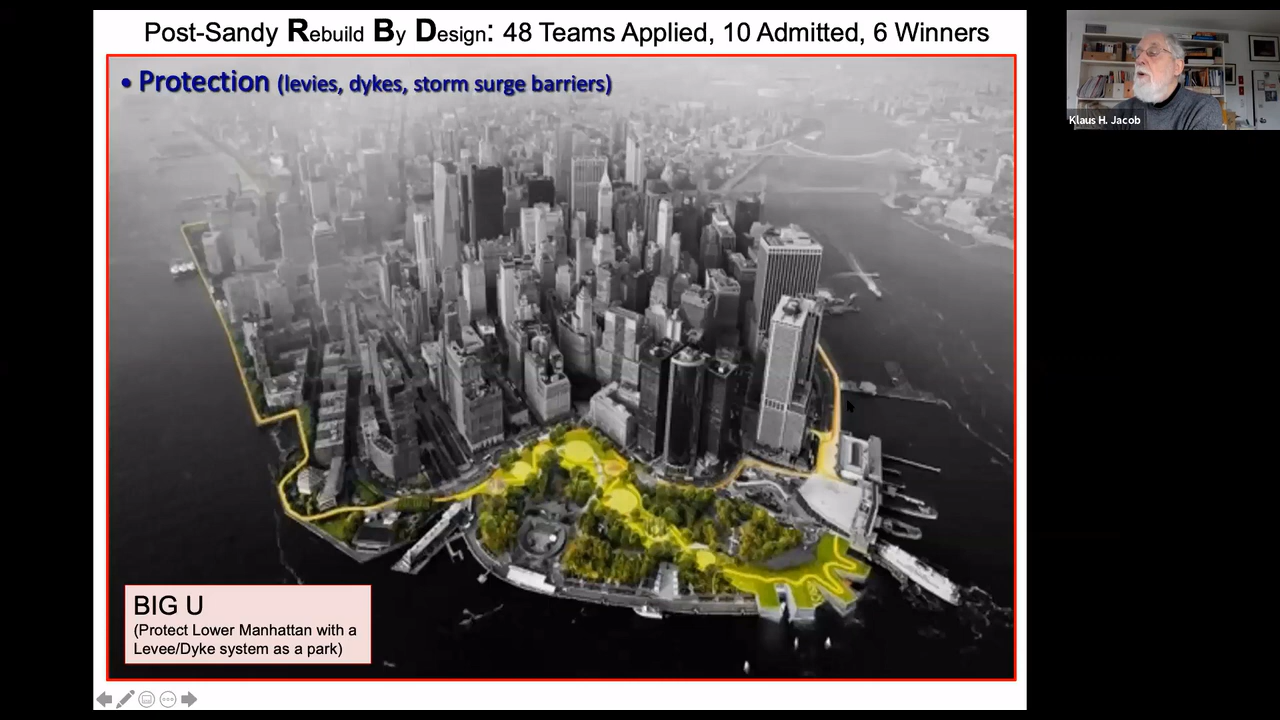 Post-Sandy Rebuild By Design: 48 Teams Applied, 10 Admitted, 6 Winners
• Protection (levies, dykes, storm surge barriers)
Klaus H. Jacob
BIG U
(Protect Lower Manhattan with a
Levee/Dyke system as a park)